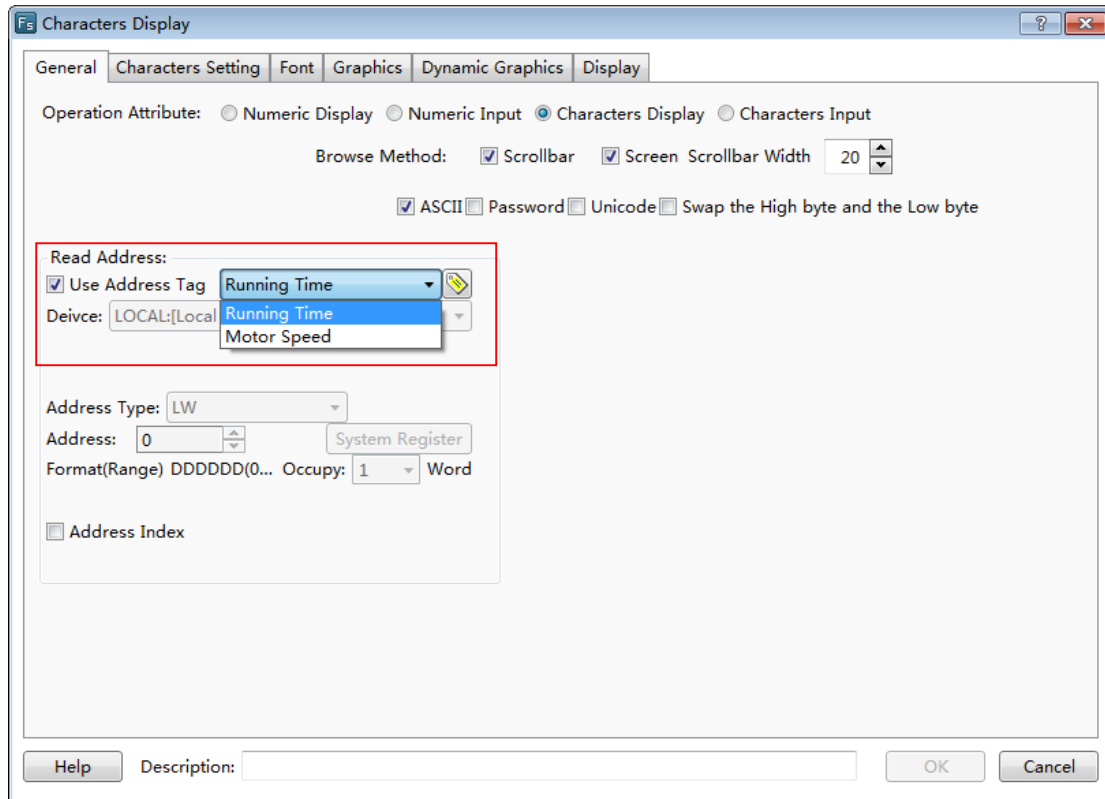 Fs Characters Display
General Characters Setting Font Graphics Dynamic Graphics Display
Operation Attribute: Numeric Display Numeric Input Characters Display Characters Input
Browse Method: Scrollbar Screen Scrollbar Width 20
ASCII Password Unicode Swap the High byte and the Low byte
Read Address:
Use Address Tag Running Time
Deivce: LOCAL:[Local Running Time
Motor Speed
Address Type: LW
Address: 0 System Register
Format(Range) DDDDDD(0... Occupy: 1 Word
Address Index
Help Description: OK Cancel